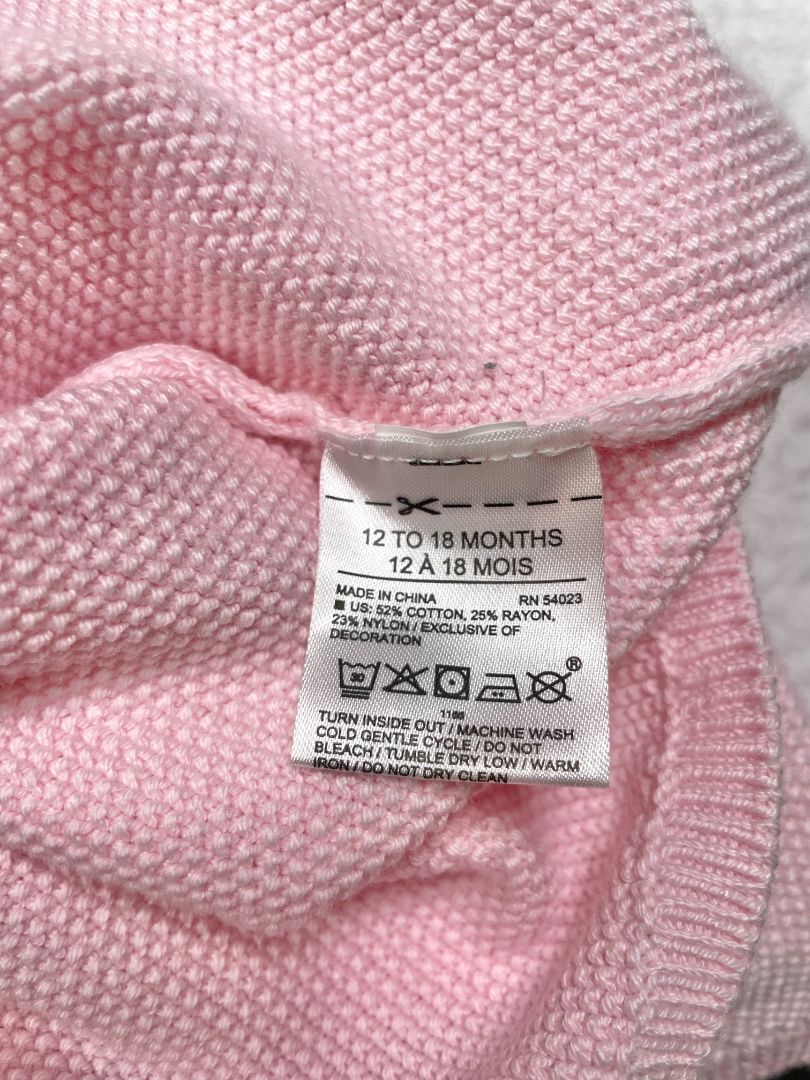 12 TO 18 MONTHS
12 À 18 MOIS
MADE IN CHINA RN 54023
US: 52% COTTON, 25% RAYON,
23% NYLON / EXCLUSIVE OF
DECORATION
30
®
TURN INSIDE OUT / MACHINE WASH
COLD GENTLE CYCLE / DO NOT
BLEACH / TUMBLE DRY LOW / WARM
IRON / DO NOT DRY CLEAN